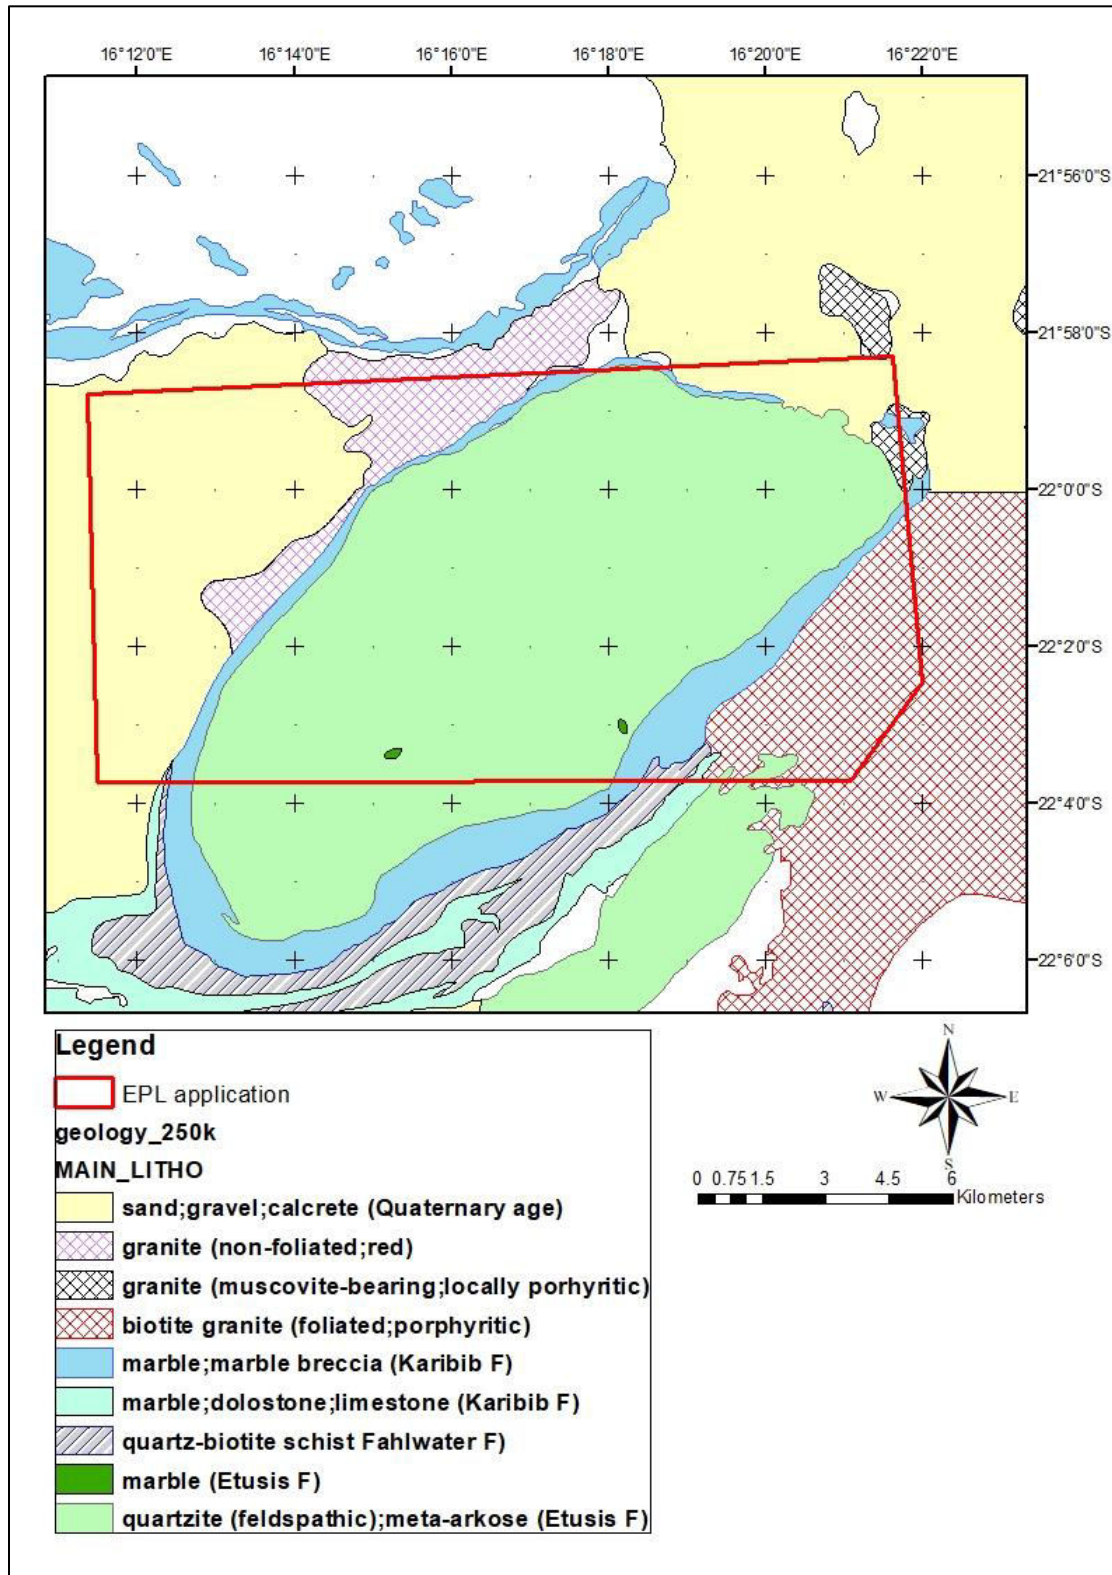 16°12'0"E 16°14'0"E 16°16'0"E 16°18'0"E 16°20'0"E 16°22'0"E
21°56'0"S
21°58'0"S
22°0'0"S
22°2'0"S
22°4'0"S
22°6'0"S
Legend
EPL application
geology_250k
MAIN_LITHO
sand;gravel;calcrete (Quaternary age)
granite (non-foliated;red)
granite (muscovite-bearing;locally porhyritic)
biotite granite (foliated;porphyritic)
marble;marble breccia (Karibib F)
marble;dolostone;limestone (Karibib F)
quartz-biotite schist Fahlwater F)
marble (Etusis F)
quartzite (feldspathic);meta-arkose (Etusis F)
N
W E
S
0 0.75 1.5 3 4.5 6
Kilometers